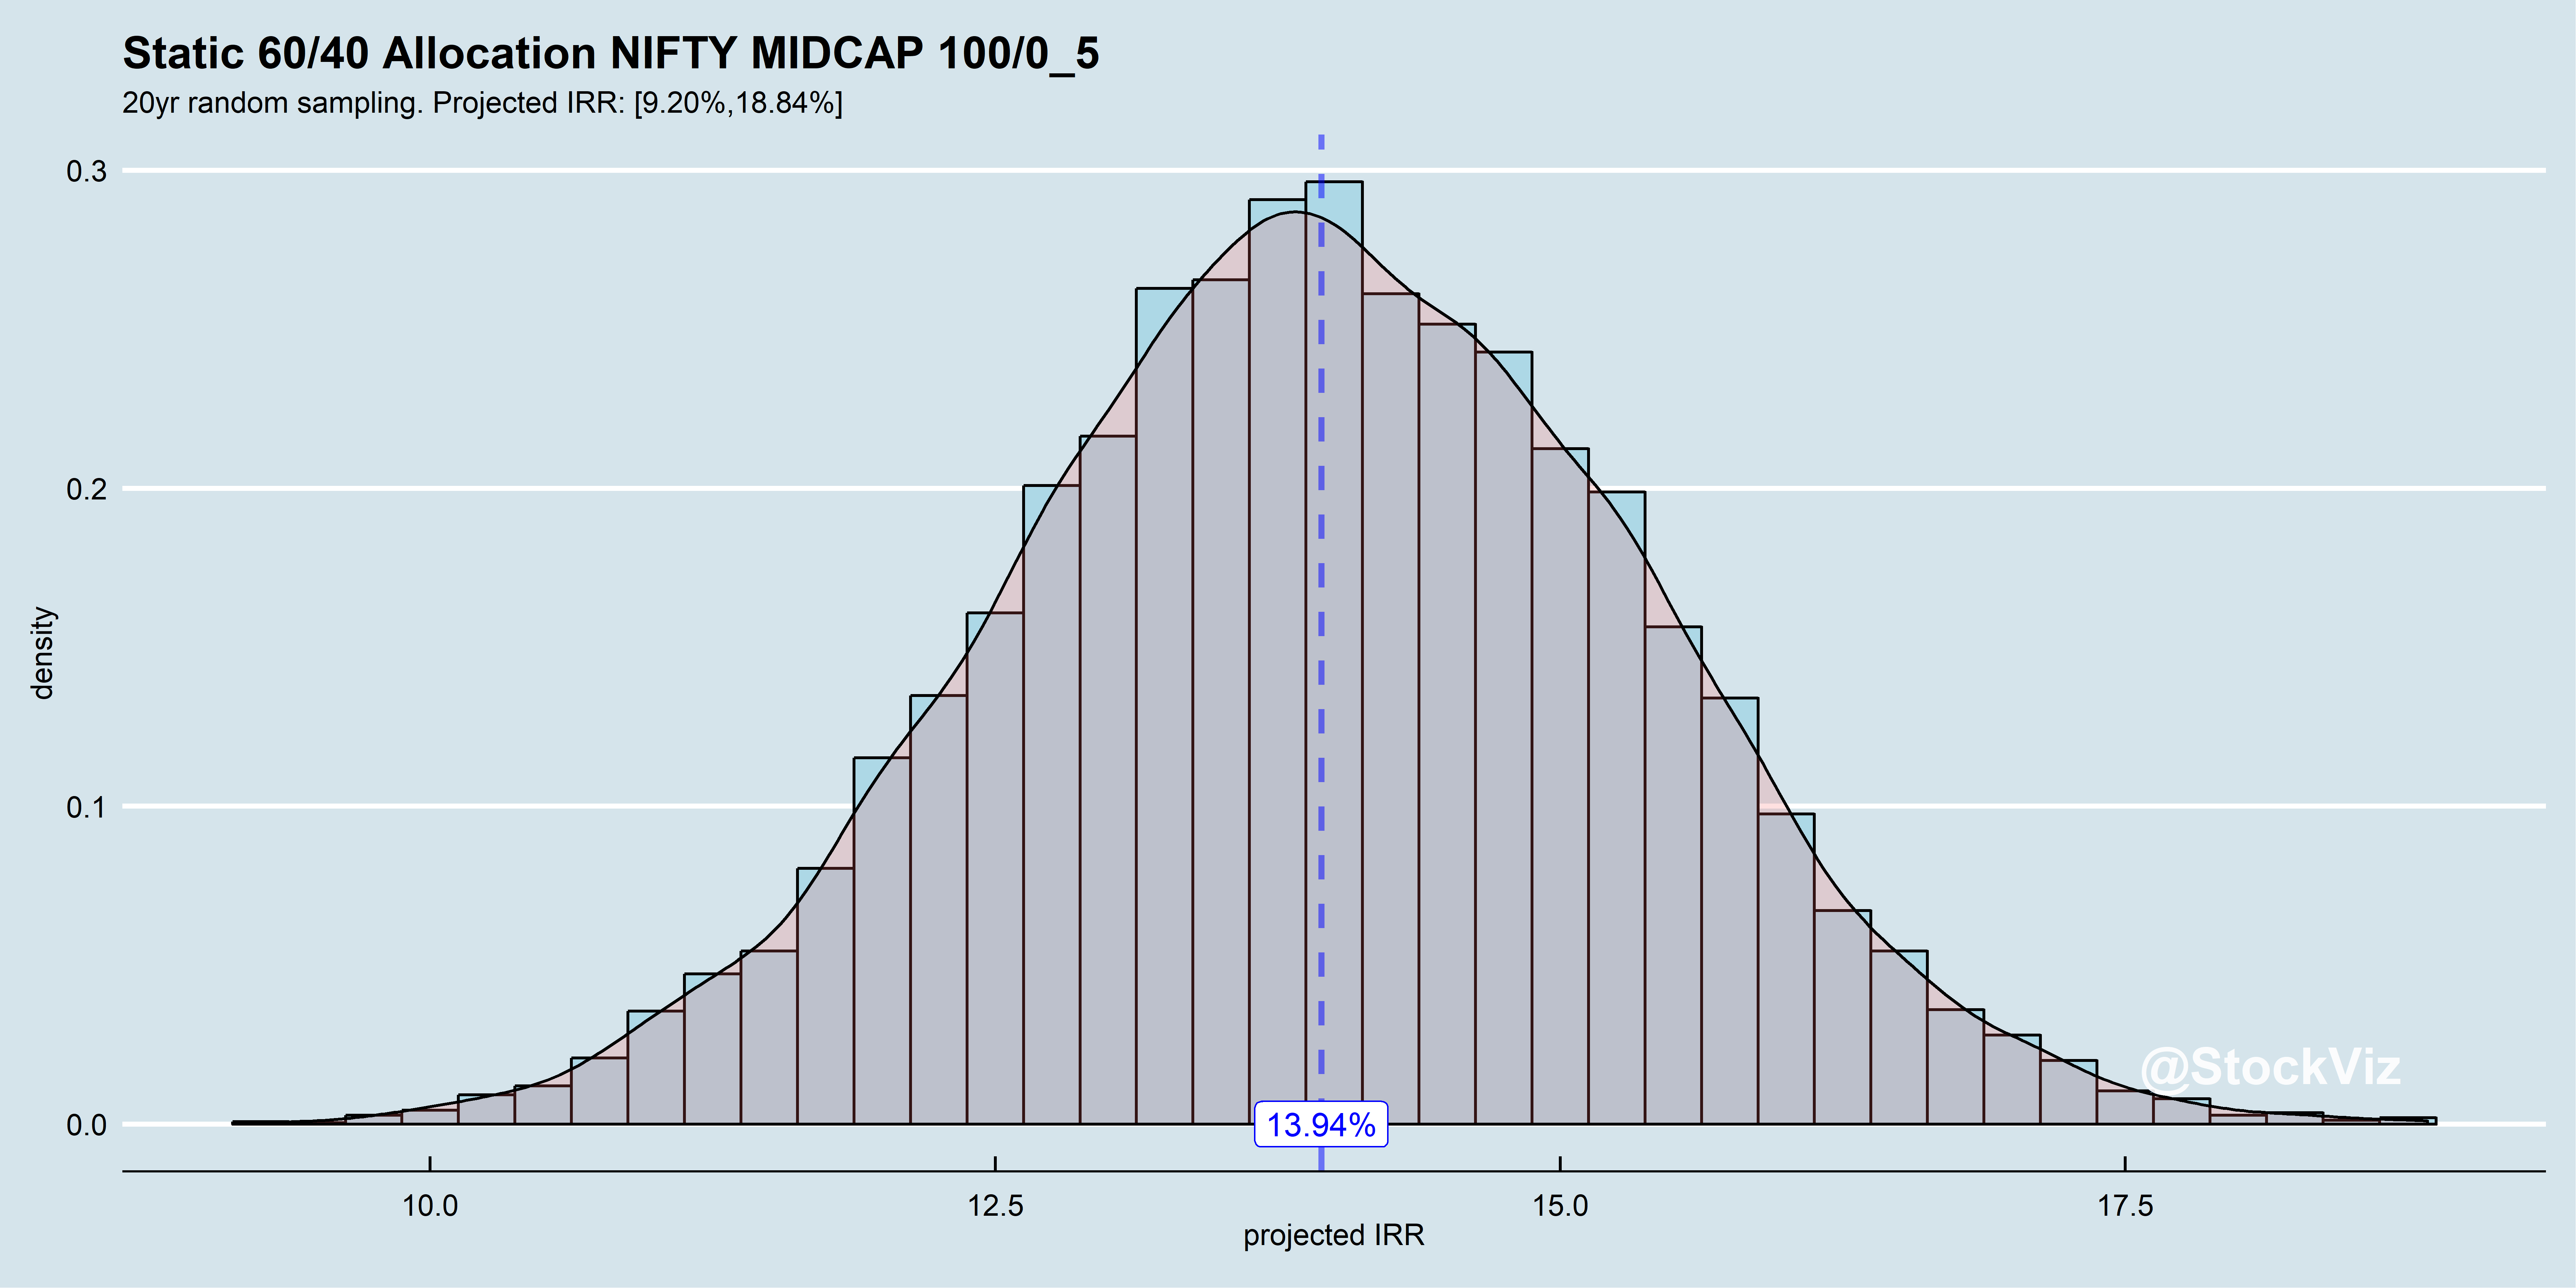 Static 60/40 Allocation NIFTY MIDCAP 100/0_5
20yr random sampling. Projected IRR: [9.20%,18.84%]
0.3
0.2
0.1
0.0
density
@StockViz
13.94%
10.0 12.5 15.0 17.5
projected IRR